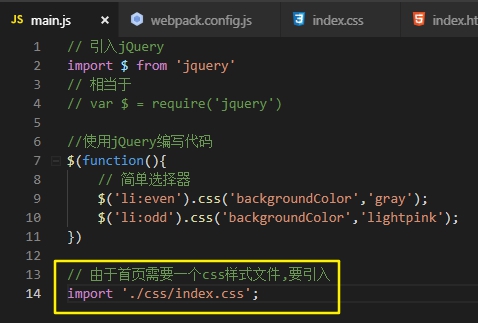 main.js × webpack.config.js index.css index.ht
1 // 引入jQuery
2 import $ from 'jquery'
3 // 相当于
4 // var $ = require('jquery')
5
6 //使用jQuery编写代码
7 $(function(){
8 // 简单选择器
9 $('li:even').css('backgroundColor','gray');
10 $('li:odd').css('backgroundColor','lightpink');
11 })
12
13 // 由于首页需要一个css样式文件,要引入
14 import './css/index.css';